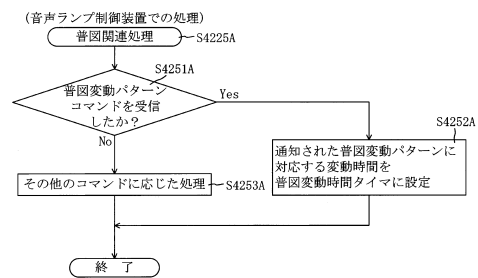 (音声ランプ制御装置での処理)
普図関連処理
S4225A
S4251A
普図変動パターン
コマンドを受信
したか?
Yes
No
S4252A
通知された普図変動パターンに
対応する変動時間を
普図変動時間タイマに設定
その他のコマンドに応じた処理
S4253A
終 了